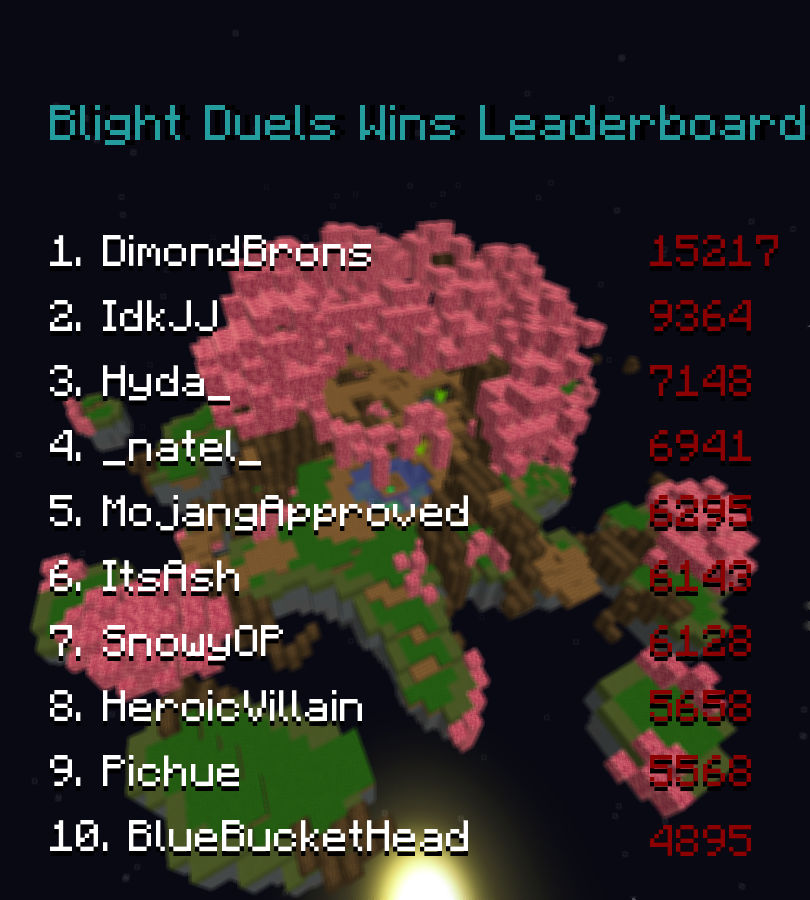 Blight Duels Wins Leaderboard
1. DimondBrons 15217
2. IdkJJ 9364
3. Hyda_ 7148
4. _natel_ 6941
5. MojangApproved 6295
6. ItsAsh 6143
7. SnowyOP 6128
8. HeroicVillain 5658
9. Pichue 5568
10. BlueBucketHead 4895